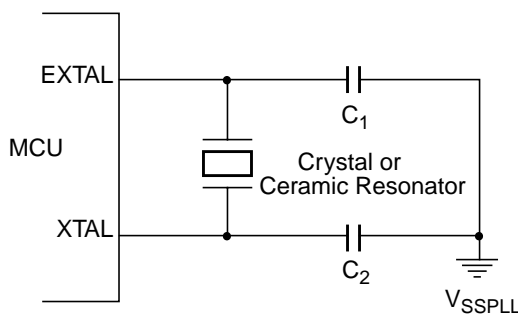 EXTAL
C1
MCU
Crystal or
Ceramic Resonator
XTAL
C2
VSSPLL